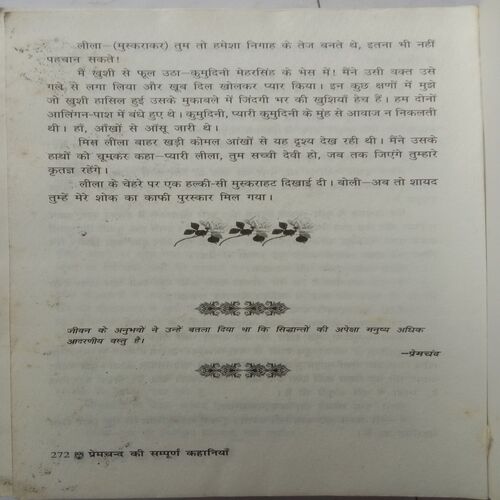 लीला—(मुस्कराकर) तुम तो हमेशा निगाह के तेज बनते थे, इतना भी नहीं
पहचान सकते!
मैं खुशी से फूल उठा—कुमुदिनी मेहरसिंह के भेस में! मैंने उसी वक्त उसे
गले से लगा लिया और खूब दिल खोलकर प्यार किया। इन कुछ क्षणों में मुझे
जो खुशी हासिल हुई उसके मुकाबले में जिंदगी भर की खुशियाँ हेच हैं। हम दोनों
आलिंगन-पाश में बंधे हुए थे। कुमुदिनी, प्यारी कुमुदिनी के मुंह से आवाज न निकलती
थी। हाँ, आँखों से आँसू जारी थे।
मिस लीला बाहर खड़ी कोमल आंखों से यह दृश्य देख रही थी। मैंने उसके
हाथों को चूमकर कहा—प्यारी लीला, तुम सच्ची देवी हो, जब तक जिएंगे तुम्हारे
कृतज्ञ रहेंगे।
लीला के चेहरे पर एक हल्की-सी मुस्कराहट दिखाई दी। बोली—अब तो शायद
तुम्हें मेरे शोक का काफी पुरस्कार मिल गया।
जीवन के अनुभवों ने उन्हें बतला दिया था कि सिद्धान्तों की अपेक्षा मनुष्य अधिक
आदरणीय वस्तु है।
—प्रेमचंद
272 प्रेमचन्द की सम्पूर्ण कहानियाँ